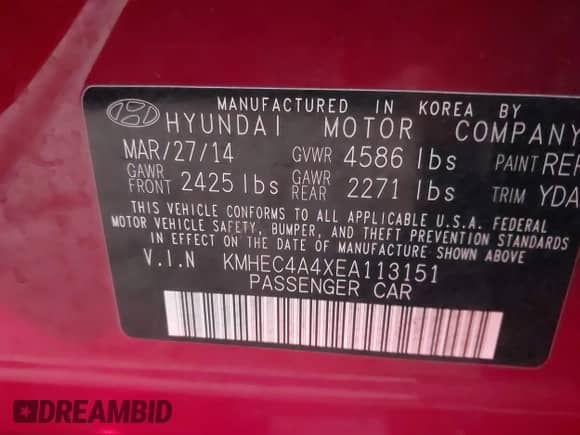 MANUFACTURED IN KOREA BY
HYUNDAI MOTOR COMPANY
MAR/27/14 GVWR 4586 lbs PAINT REF
GAWR FRONT 2425 lbs GAWR REAR 2271 lbs TRIM YDA
THIS VEHICLE CONFORMS TO ALL APPLICABLE U.S.A. FEDERAL
MOTOR VEHICLE SAFETY, BUMPER, AND THEFT PREVENTION STANDARDS
IN EFFECT ON THE DATE OF MANUFACTURE SHOWN ABOVE
V.I.N KMHEC4A4XEA113151
PASSENGER CAR
DREAMBID